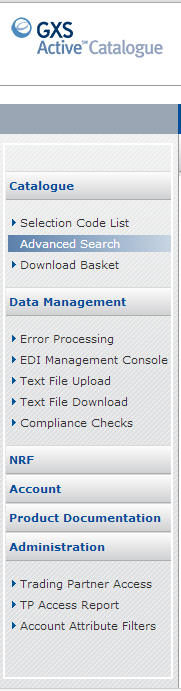 GXS
Active™Catalogue
Catalogue
Selection Code List
Advanced Search
Download Basket
Data Management
Error Processing
EDI Management Console
Text File Upload
Text File Download
Compliance Checks
NRF
Account
Product Documentation
Administration
Trading Partner Access
TP Access Report
Account Attribute Filters